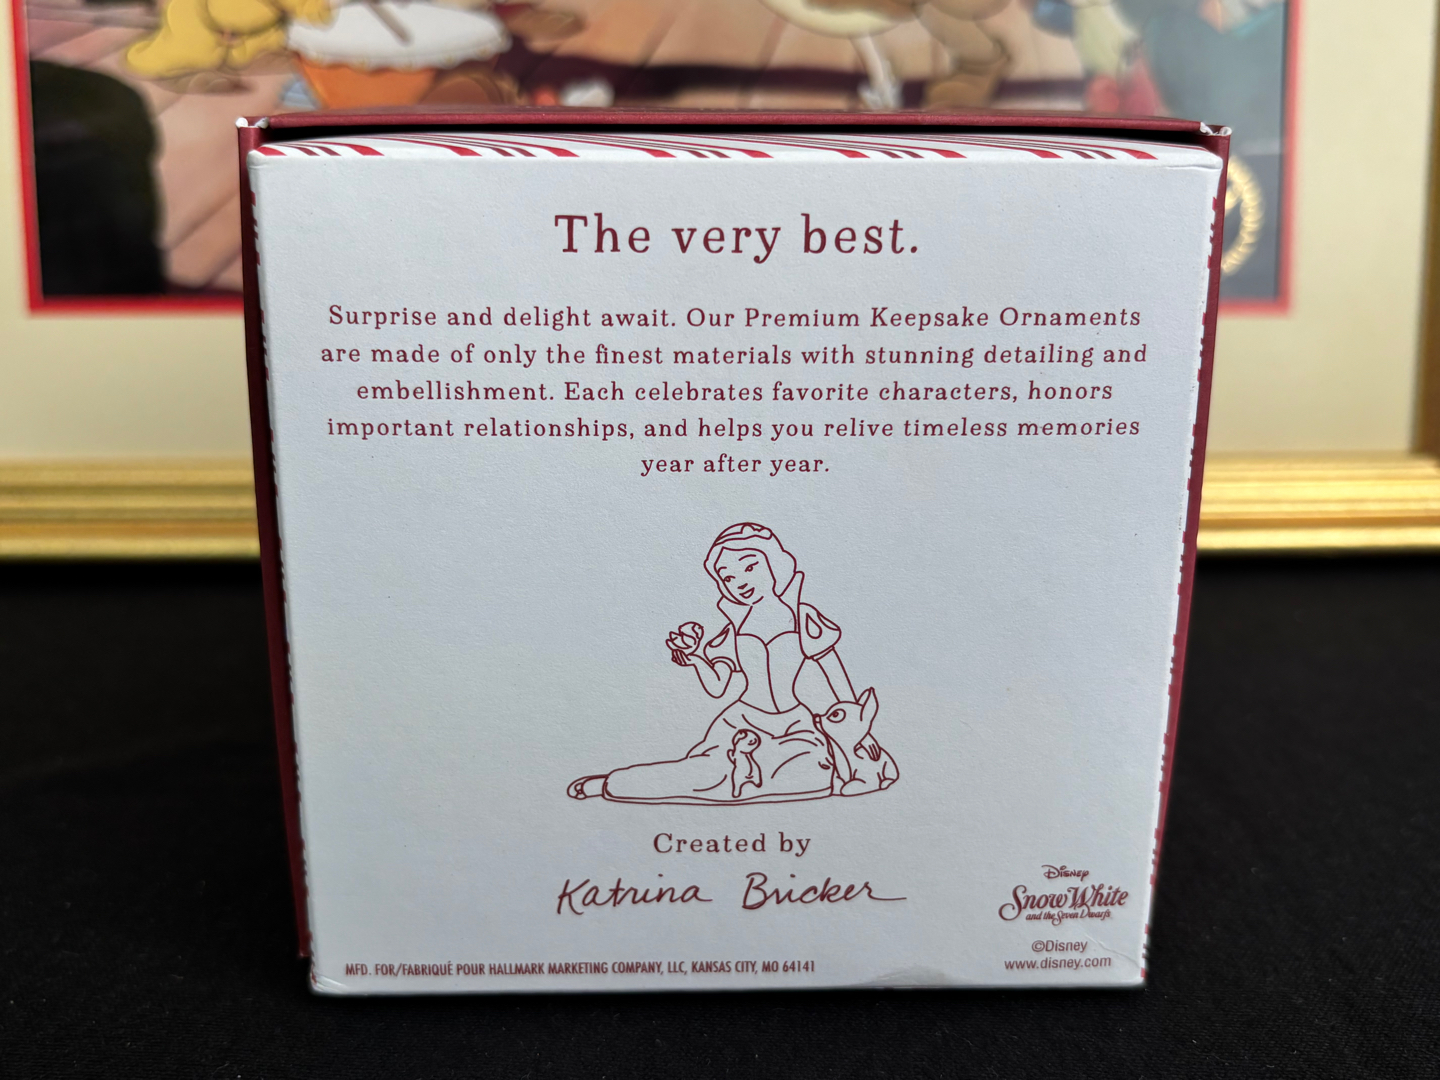 The very best.
Surprise and delight await. Our Premium Keepsake Ornaments
are made of only the finest materials with stunning detailing and
embellishment. Each celebrates favorite characters, honors
important relationships, and helps you relive timeless memories
year after year.
Created by
Katrina Bricker
Disney
Snow White
and the Seven Dwarfs
©Disney
www.disney.com
MFD. FOR/FABRIQUÉ POUR HALLMARK MARKETING COMPANY, LLC, KANSAS CITY, MO 64141